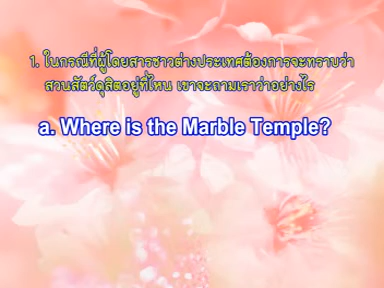 1. ในกรณีที่ผู้โดยสารชาวต่างประเทศต้องการจะทราบว่า
สวนสัตว์ดุสิตอยู่ที่ไหน เขาจะถามเราว่าอย่างไร
a. Where is the Marble Temple?